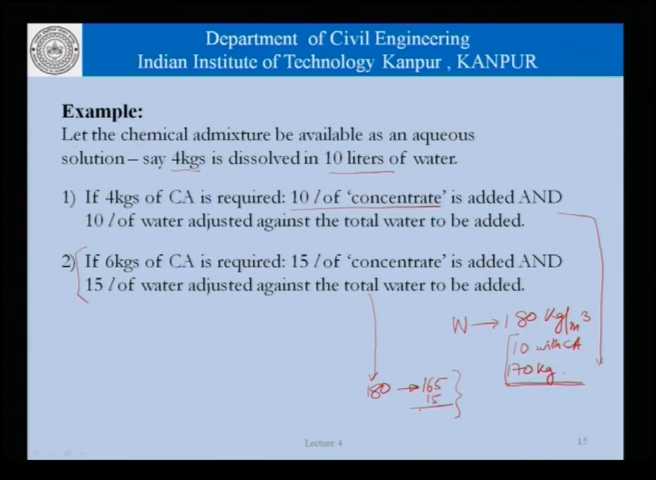 Department of Civil Engineering
Indian Institute of Technology Kanpur , KANPUR
Example:
Let the chemical admixture be available as an aqueous
solution – say 4kgs is dissolved in 10 liters of water.
1) If 4kgs of CA is required: 10 l of 'concentrate' is added AND
10 l of water adjusted against the total water to be added.
2) If 6kgs of CA is required: 15 l of 'concentrate' is added AND
15 l of water adjusted against the total water to be added.
W → 180 Kg/m³
10 with CA
170 kg.
180 → 165
15
Lecture 4
15